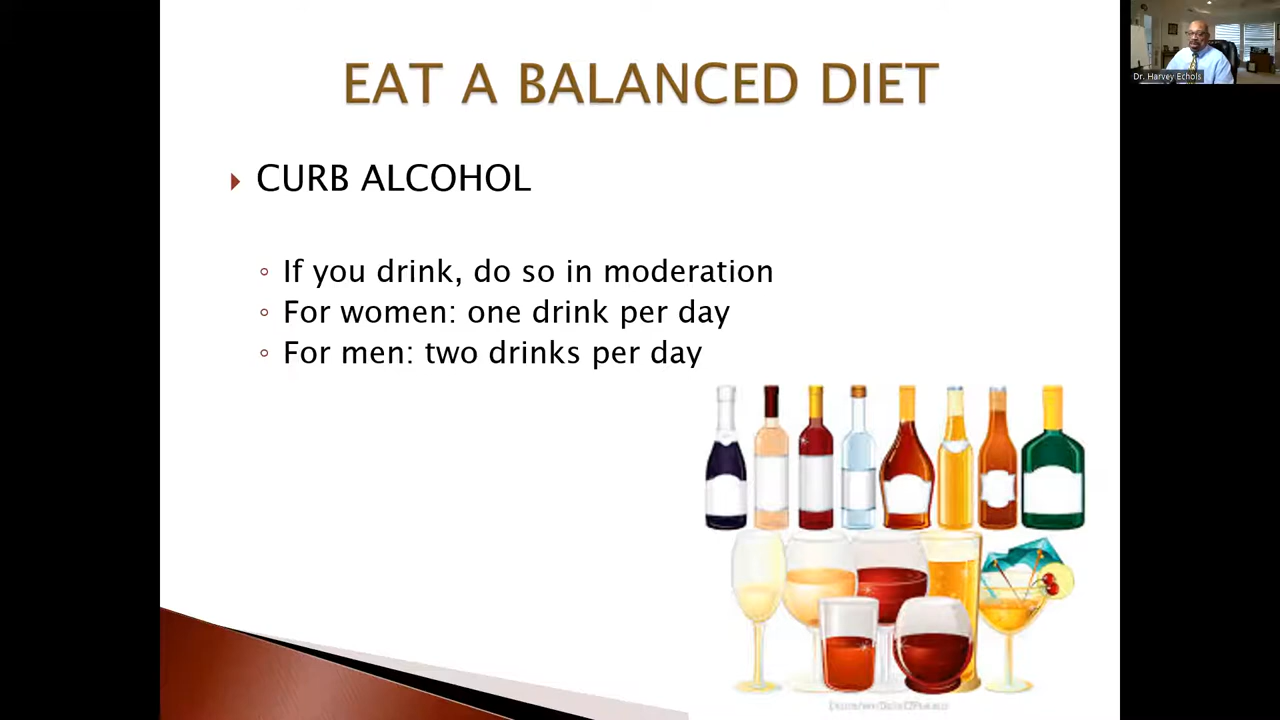 EAT A BALANCED DIET
Dr. Harvey Echols
CURB ALCOHOL
If you drink, do so in moderation
For women: one drink per day
For men: two drinks per day